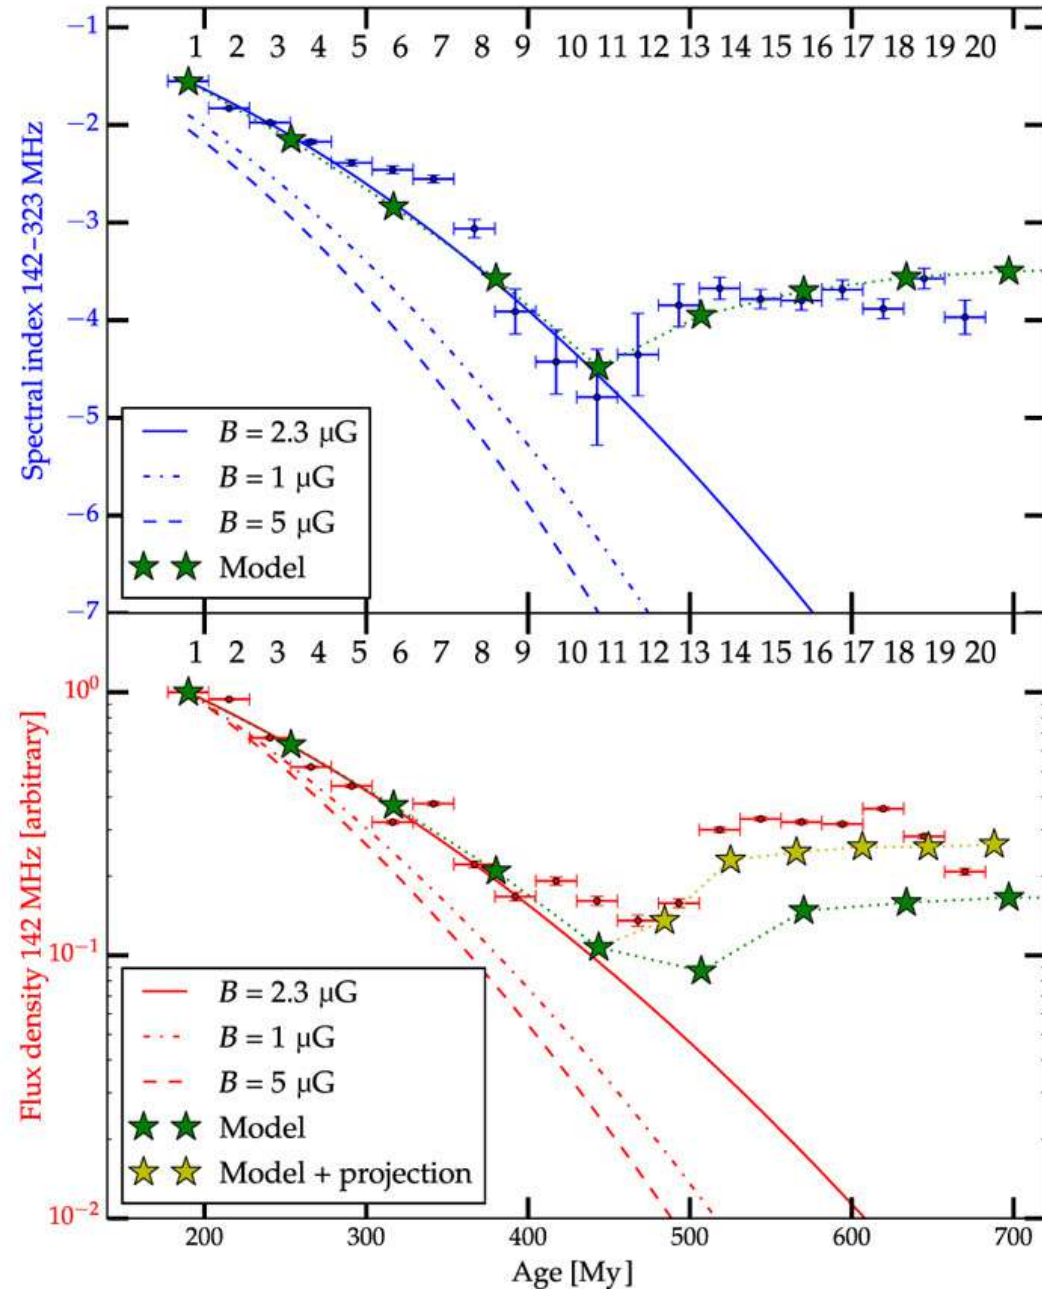 −1
1 2 3 4 5 6 7 8 9 10 11 12 13 14 15 16 17 18 19 20
−2
−3
−4
−5
−6
−7
Spectral index 142–323 MHz
B = 2.3 μG
B = 1 μG
B = 5 μG
Model
1 2 3 4 5 6 7 8 9 10 11 12 13 14 15 16 17 18 19 20
10⁰
10⁻¹
10⁻²
Flux density 142 MHz [arbitrary]
B = 2.3 μG
B = 1 μG
B = 5 μG
Model
Model + projection
200 300 400 500 600 700
Age [My]